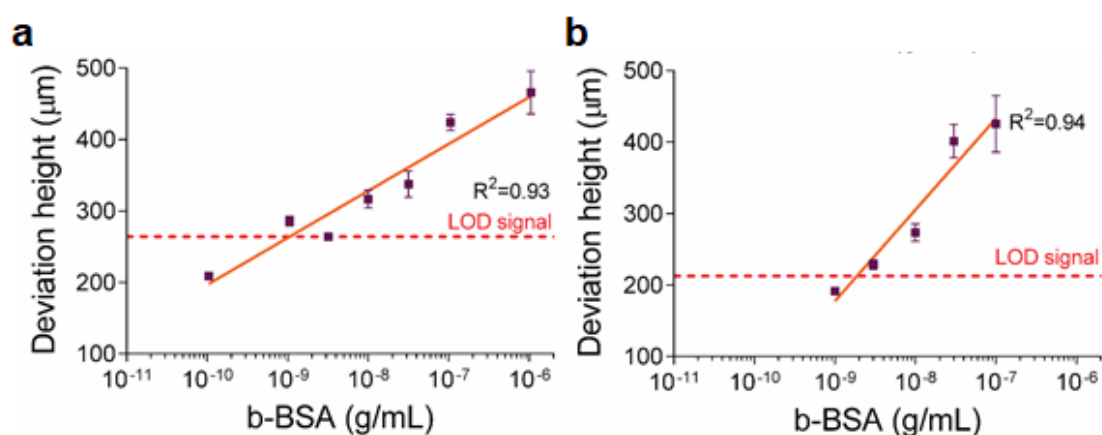 a
500
400
300
200
100
Deviation height (μm)
R²=0.93
LOD signal
10⁻¹¹ 10⁻¹⁰ 10⁻⁹ 10⁻⁸ 10⁻⁷ 10⁻⁶
b-BSA (g/mL)
b
500
400
300
200
100
Deviation height (μm)
R²=0.94
LOD signal
10⁻¹¹ 10⁻¹⁰ 10⁻⁹ 10⁻⁸ 10⁻⁷ 10⁻⁶
b-BSA (g/mL)